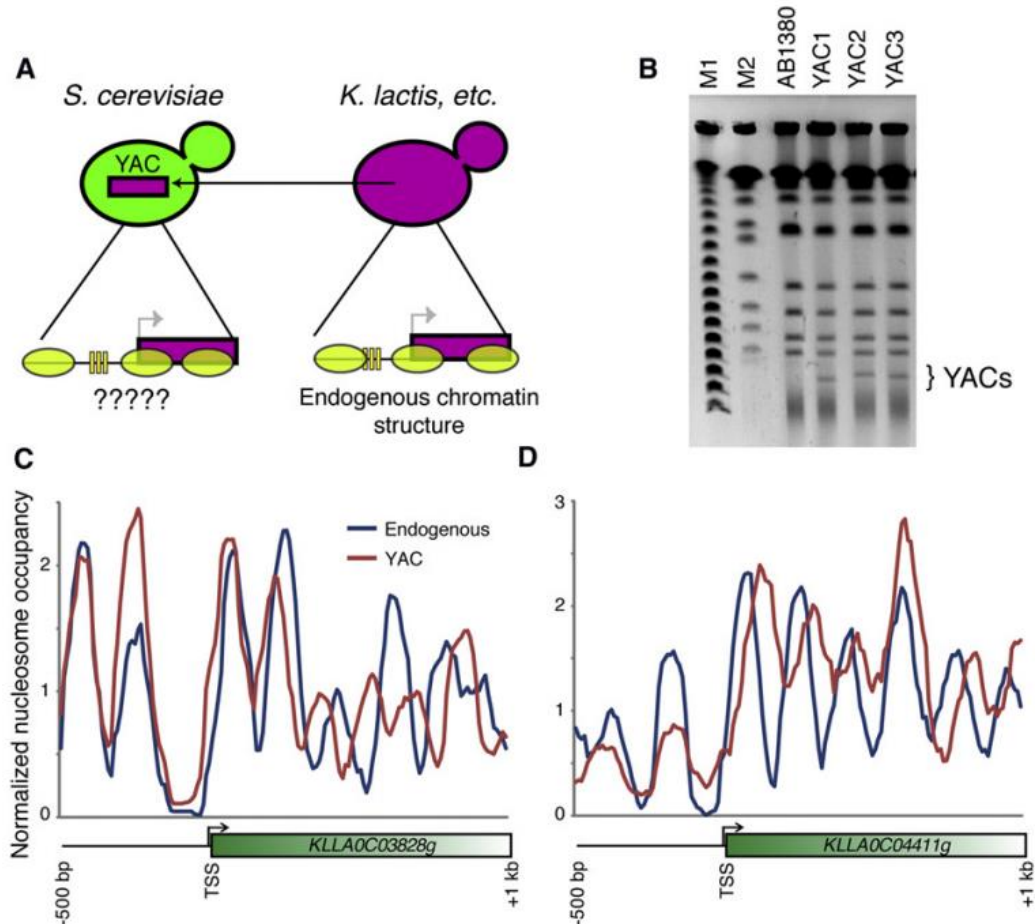 A
S. cerevisiae
K. lactis, etc.
YAC
?????
Endogenous chromatin
structure
B
M1
M2
AB1380
YAC1
YAC2
YAC3
} YACs
C
Normalized nucleosome occupancy
2
1
0
Endogenous
YAC
KLLA0C03828g
-500 bp
TSS
+1 kb
D
3
2
1
0
KLLA0C04411g
-500 bp
TSS
+1 kb